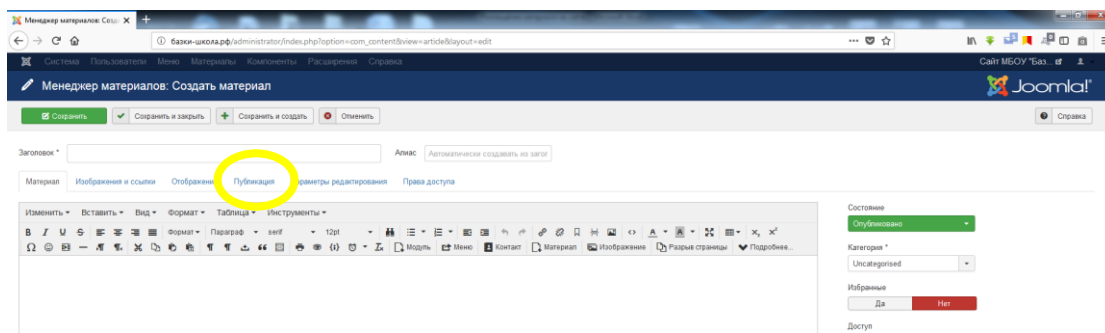 Менеджер материалов: Созда
базки-школа.рф/administrator/index.php?option=com_content&view=article&layout=edit
Система Пользователи Меню Материалы Компоненты Расширения Справка
Сайт МБОУ "Баз...
Менеджер материалов: Создать материал
Joomla!
Сохранить Сохранить и закрыть Сохранить и создать Отменить Справка
Заголовок * Алиас Автоматически создавать из загол
Материал Изображения и ссылки Отображение Публикация параметры редактирования Права доступа
Изменить Вставить Вид Формат Таблица Инструменты
B I U S Формат Параграф serif 12pt
Модуль Меню Контакт Материал Изображение Разрыв страницы Подробнее...
Состояние
Опубликовано
Категория *
Uncategorised
Избранные
Да Нет
Доступ